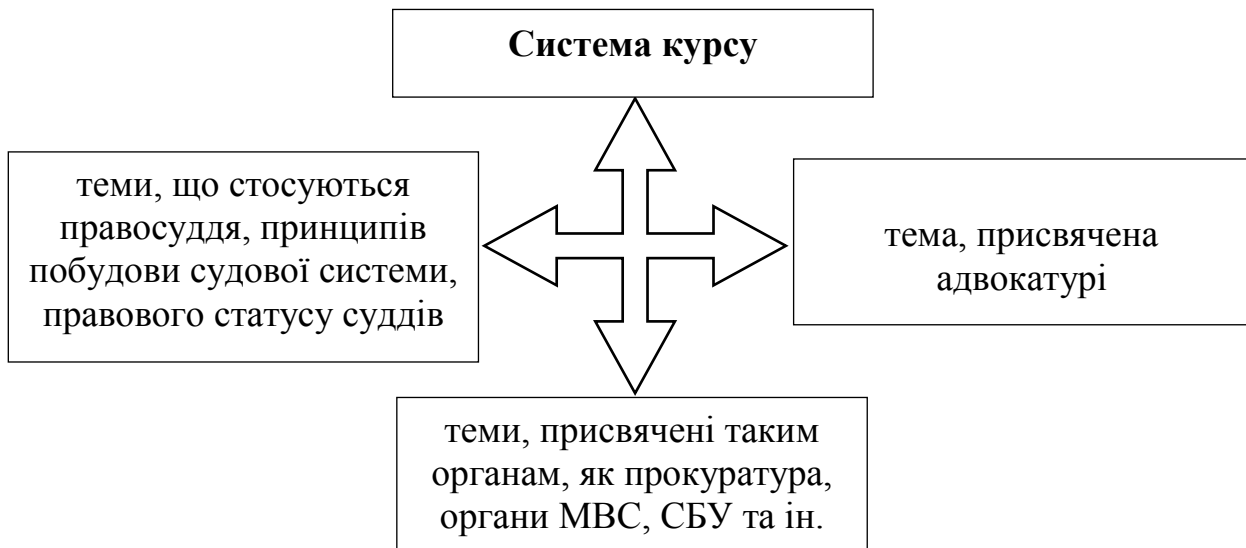 Система курсу
теми, що стосуються
правосуддя, принципів
побудови судової системи,
правового статусу суддів
тема, присвячена
адвокатурі
теми, присвячені таким
органам, як прокуратура,
органи МВС, СБУ та ін.